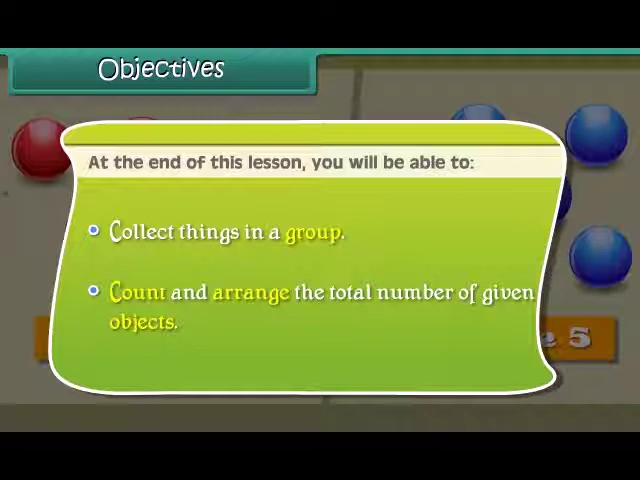 Objectives
At the end of this lesson, you will be able to:
Collect things in a group.
Count and arrange the total number of given
objects.
5